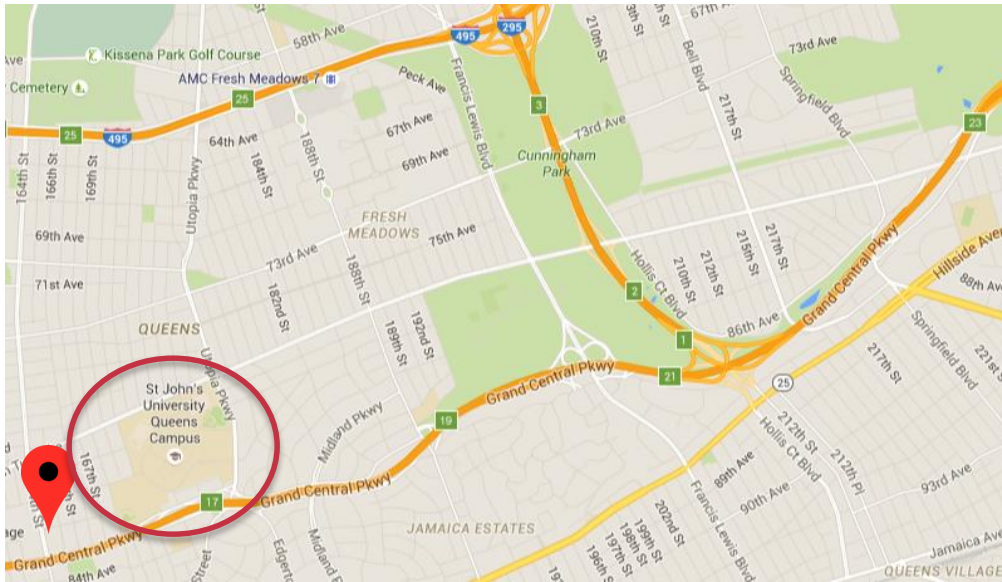 Kissena Park Golf Course
Cemetery
AMC Fresh Meadows 7
58th Ave
495
295
Peck Ave
Francis Lewis Blvd
210th St
Bell Blvd
67th Ave
73rd Ave
217th St
Springfield Blvd
25
25
495
3
23
64th Ave
67th Ave
69th Ave
73rd Ave
Cunningham
Park
164th St
166th St
169th St
Utopia Pkwy
184th St
188th St
FRESH
MEADOWS
75th Ave
69th Ave
73rd Ave
71st Ave
182nd St
188th St
189th St
192nd St
Hollis Ct Blvd
210th St
212th St
215th St
217th St
2
1
86th Ave
Grand Central Pkwy
Hillside Ave
88th Ave
QUEENS
Utopia Pkwy
St John's
University
Queens
Campus
Midland Pkwy
Grand Central Pkwy
21
25
217th St
Springfield Blvd
221st St
19
167th St
17
Grand Central Pkwy
Grand Central Pkwy
84th Ave
Street
Midland
JAMAICA ESTATES
196th St
197th St
198th St
199th St
202nd St
Francis Lewis Blvd
89th Ave
90th Ave
Hollis Ct Blvd
212th St
212th Pl
93rd Ave
Jamaica Ave
QUEENS VILLAGE